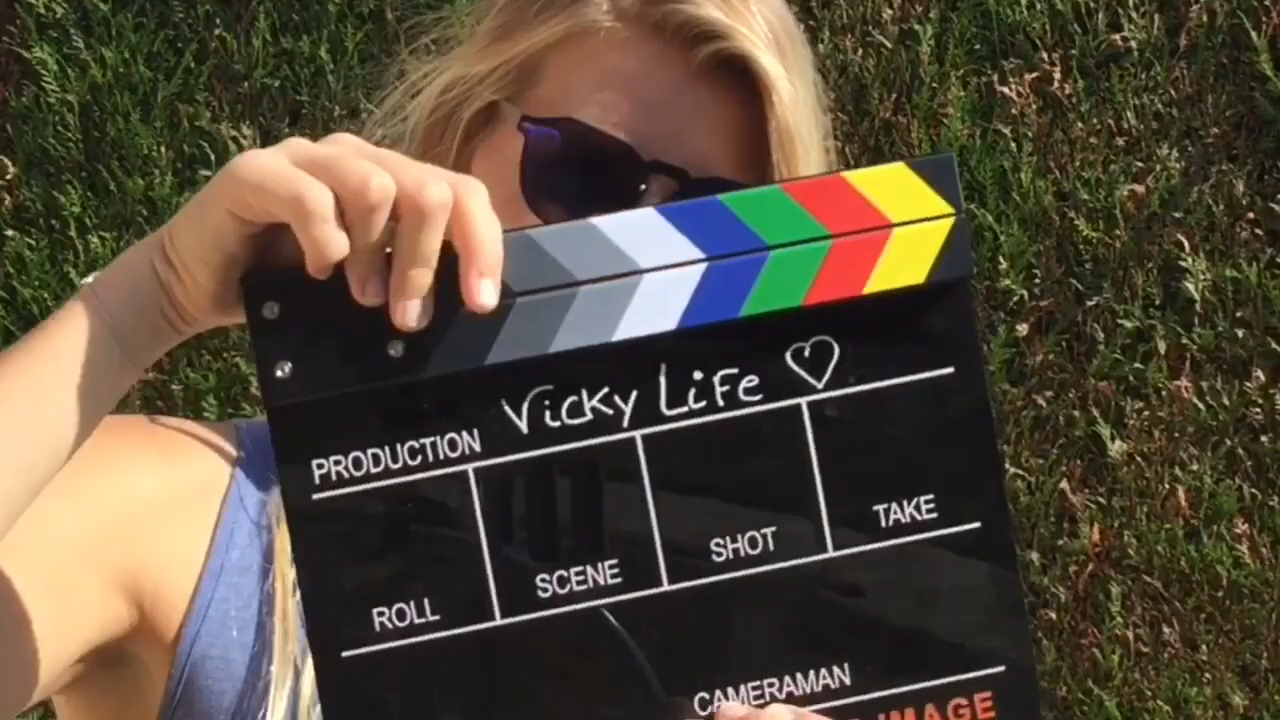 PRODUCTION Vicky Life ♡
ROLL SCENE SHOT TAKE
CAMERAMAN
IMAGE